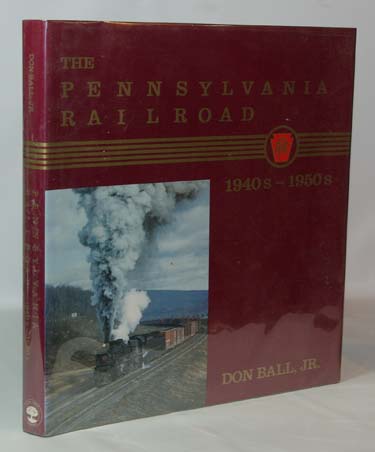 THE
PENNSYLVANIA
RAILROAD
1940s – 1950s
DON BALL, JR.
DON BALL, JR.